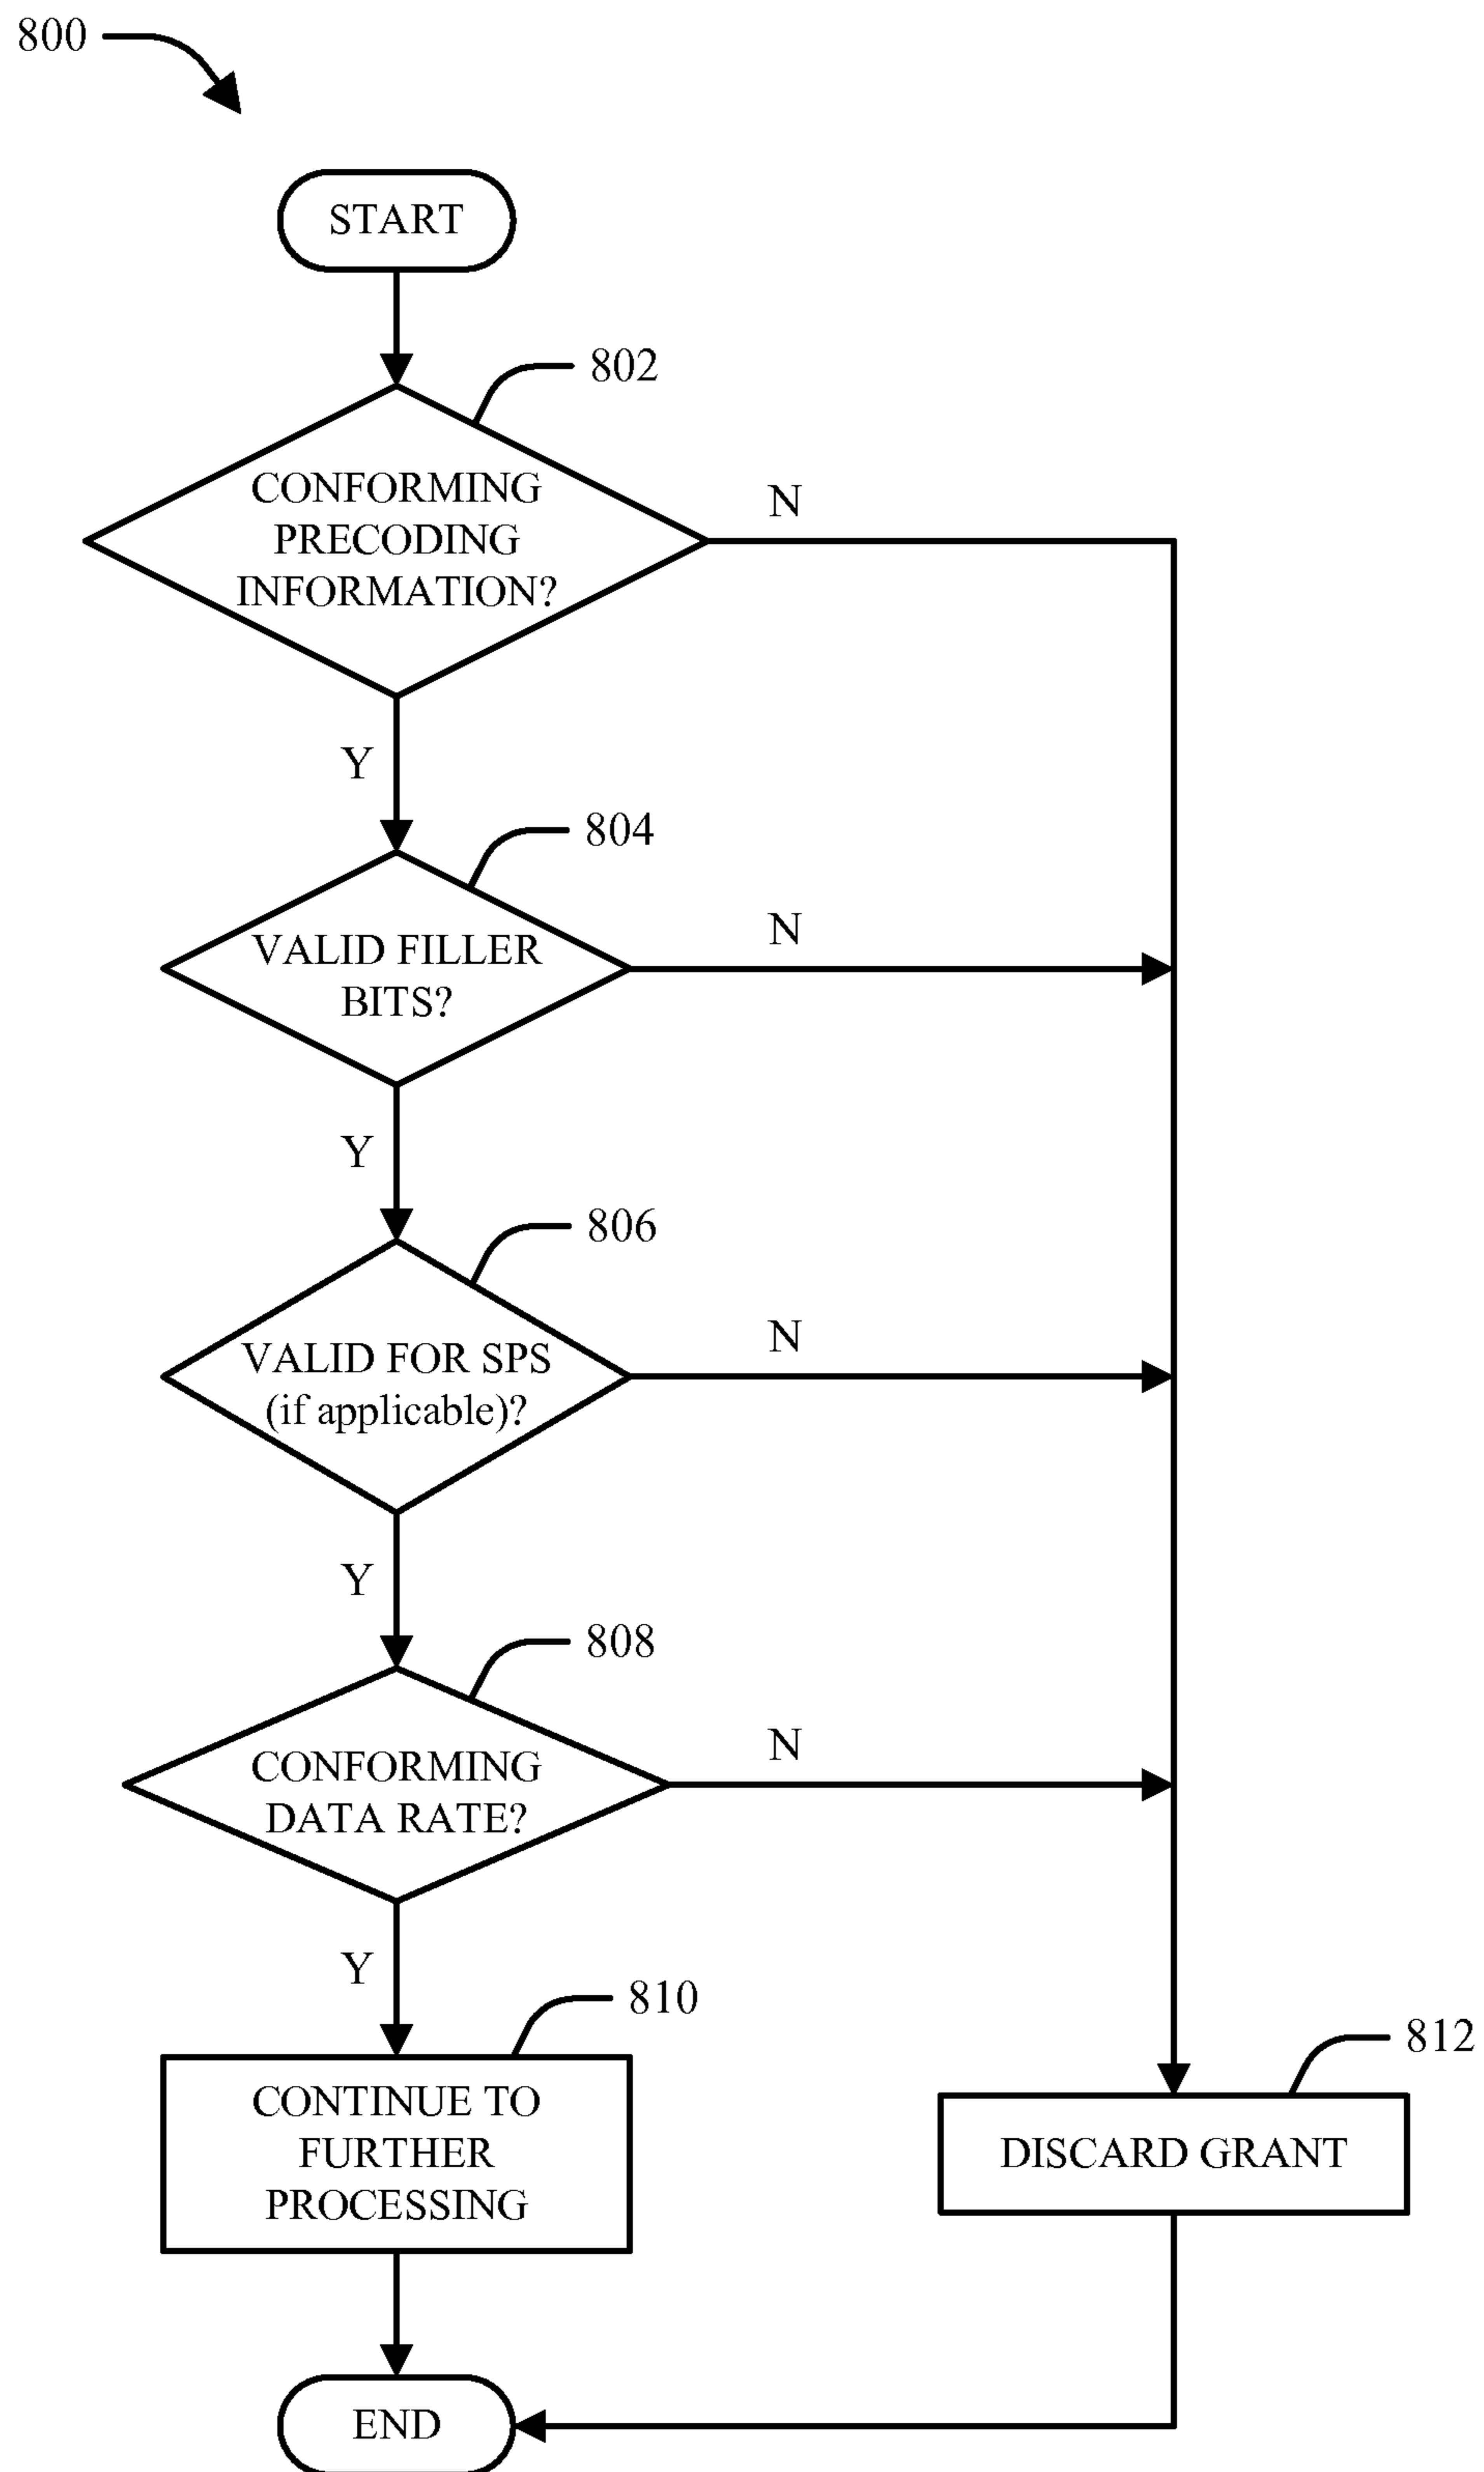 800
START
802
CONFORMING
PRECODING
INFORMATION?
N
Y
804
VALID FILLER
BITS?
N
Y
806
VALID FOR SPS
(if applicable)?
N
Y
808
CONFORMING
DATA RATE?
N
Y
810
CONTINUE TO
FURTHER
PROCESSING
812
DISCARD GRANT
END